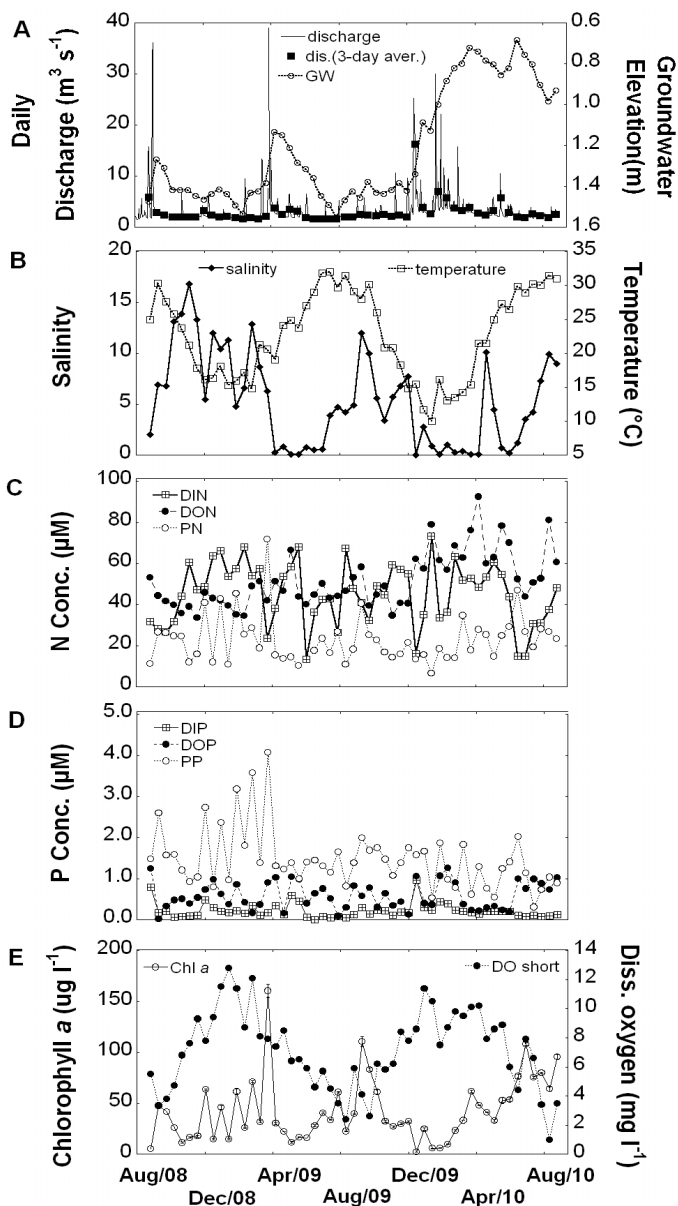 A
Daily
Discharge (m³ s⁻¹)
discharge
dis.(3-day aver.)
GW
40
30
20
10
0
0.6
0.8
1.0
1.2
1.4
1.6
Groundwater
Elevation(m)
B
Salinity
salinity
temperature
20
15
10
5
0
35
30
25
20
15
10
5
Temperature (°C)
C
N Conc. (µM)
DIN
DON
PN
100
80
60
40
20
0
D
P Conc. (µM)
DIP
DOP
PP
5.0
4.0
3.0
2.0
1.0
0.0
E
Chlorophyll a (ug l⁻¹)
Chl a
DO short
200
150
100
50
0
14
12
10
8
6
4
2
0
Diss. oxygen (mg l⁻¹)
Aug/08
Dec/08
Apr/09
Aug/09
Dec/09
Apr/10
Aug/10